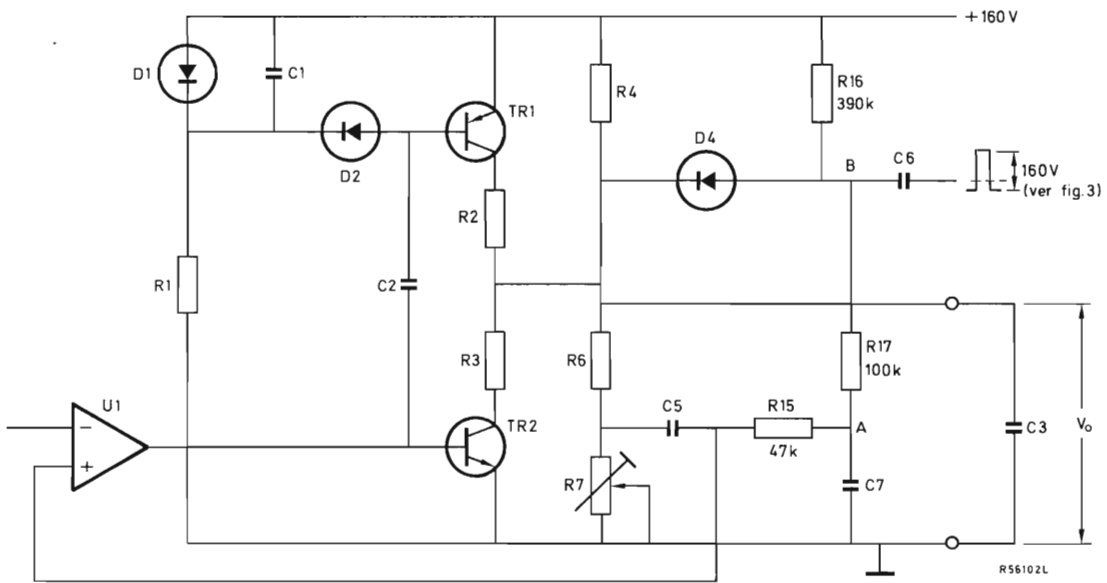 +160V
D1
C1
TR1
R4
R16
390k
D2
D4
B
C6
160V
(ver fig.3)
R2
R1
C2
R3
R6
R17
100k
U1
TR2
C5
R15
A
47k
C3
Vo
−
+
R7
C7
R56102L